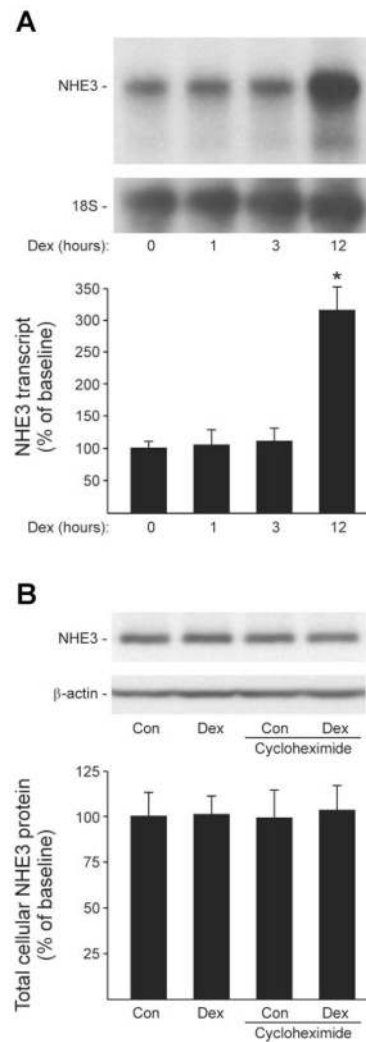 A
NHE3 -
18S -
Dex (hours): 0 1 3 12
NHE3 transcript
(% of baseline)
350
300
250
200
150
100
50
*
Dex (hours): 0 1 3 12
B
NHE3 -
β-actin -
Con Dex Con Dex
Cycloheximide
Total cellular NHE3 protein
(% of baseline)
125
100
75
50
25
Con Dex Con Dex
Cycloheximide